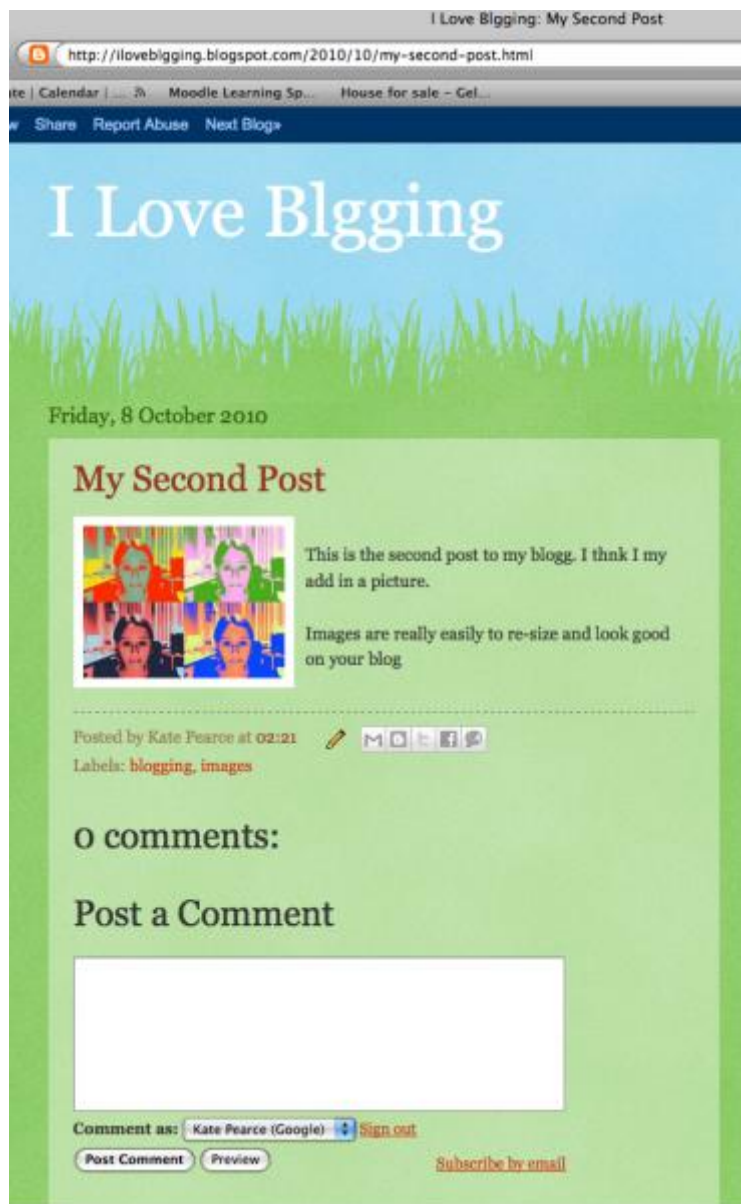 I Love Blgging: My Second Post
http://iloveblgging.blogspot.com/2010/10/my-second-post.html
Calendar | ... Moodle Learning Sp... House for sale – Gel...
Share Report Abuse Next Blog»
I Love Blgging
Friday, 8 October 2010
My Second Post
This is the second post to my blogg. I thnk I my
add in a picture.
Images are really easily to re-size and look good
on your blog
Posted by Kate Pearce at 02:21
Labels: blogging, images
0 comments:
Post a Comment
Comment as: Kate Pearce (Google) Sign out
Post Comment Preview Subscribe by email